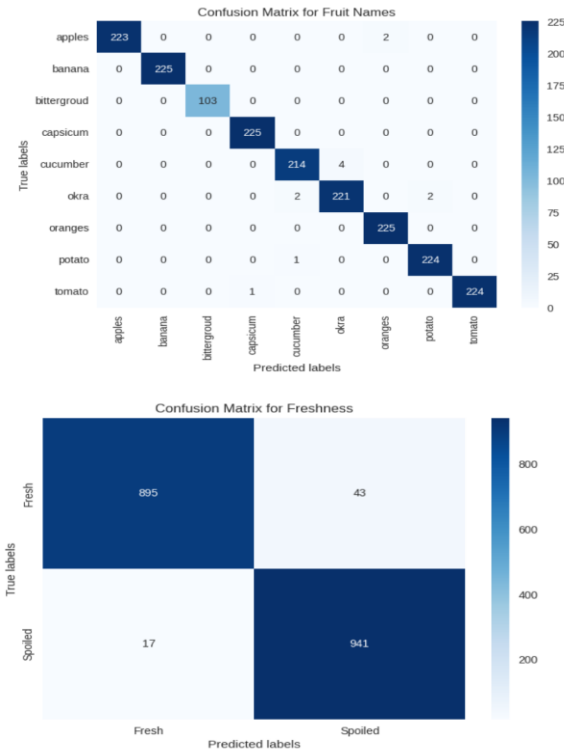 Confusion Matrix for Fruit Names
apples 223 0 0 0 0 0 2 0 0
banana 0 225 0 0 0 0 0 0 0
bittergroud 0 0 103 0 0 0 0 0 0
capsicum 0 0 0 225 0 0 0 0 0
cucumber 0 0 0 0 214 4 0 0 0
okra 0 0 0 0 2 221 0 2 0
oranges 0 0 0 0 0 0 225 0 0
potato 0 0 0 0 1 0 0 224 0
tomato 0 0 0 1 0 0 0 0 224
True labels
apples banana bittergroud capsicum cucumber okra oranges potato tomato
Predicted labels
225
200
175
150
125
100
75
50
25
0
Confusion Matrix for Freshness
Fresh 895 43
Spoiled 17 941
True labels
Fresh Spoiled
Predicted labels
800
600
400
200